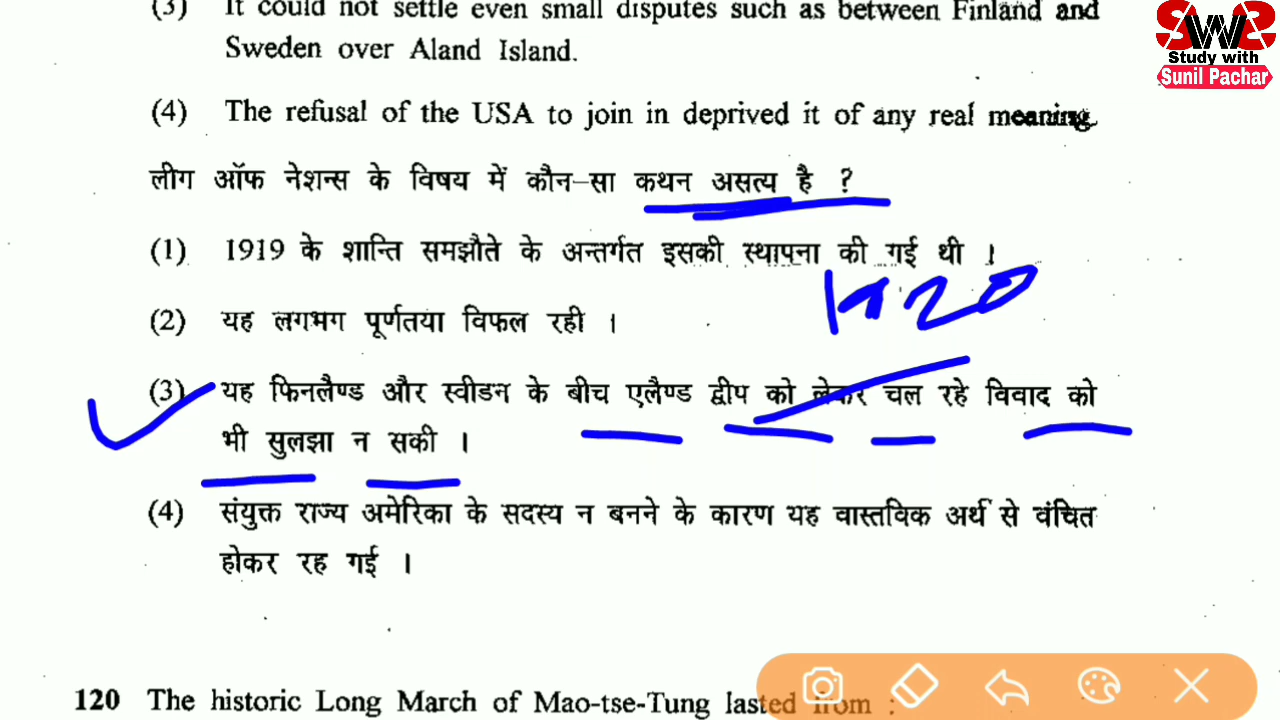 (3) It could not settle even small disputes such as between Finland and
Sweden over Aland Island.
(4) The refusal of the USA to join in deprived it of any real meaning
लीग ऑफ नेशन्स के विषय में कौन-सा कथन असत्य है ?
(1) 1919 के शान्ति समझौते के अन्तर्गत इसकी स्थापना की गई थी ।
1920
(2) यह लगभग पूर्णतया विफल रही ।
(3) यह फिनलैण्ड और स्वीडन के बीच एलैण्ड द्वीप को लेकर चल रहे विवाद को
भी सुलझा न सकी ।
(4) संयुक्त राज्य अमेरिका के सदस्य न बनने के कारण यह वास्तविक अर्थ से वंचित
होकर रह गई ।
120 The historic Long March of Mao-tse-Tung lasted from :
SWS
Study with
Sunil Pachar